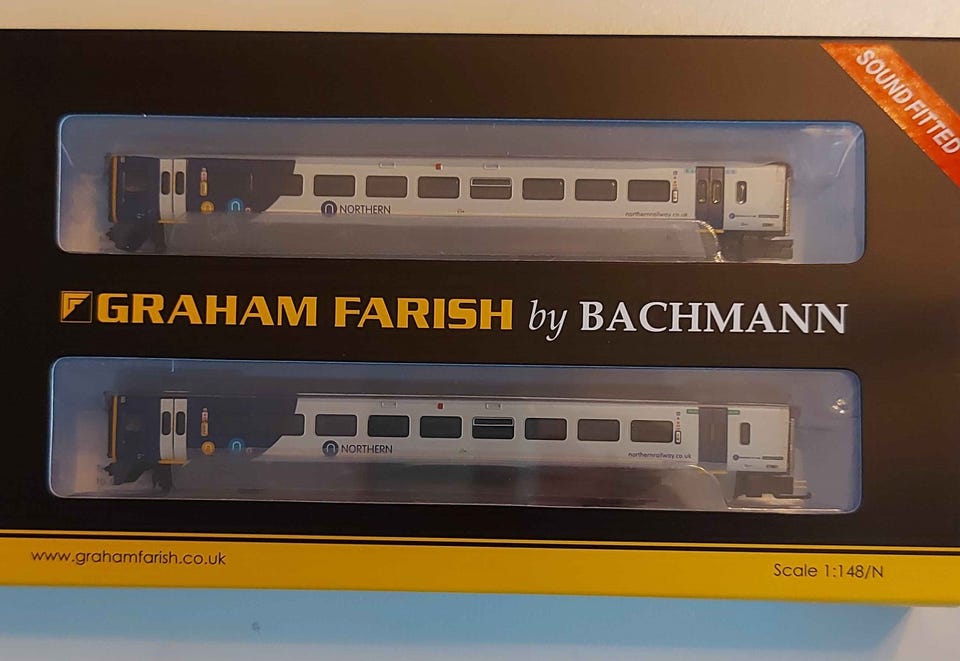 SOUND FITTED
n NORTHERN
northernrailway.co.uk
F GRAHAM FARISH by BACHMANN
n NORTHERN
northernrailway.co.uk
www.grahamfarish.co.uk
Scale 1:148/N